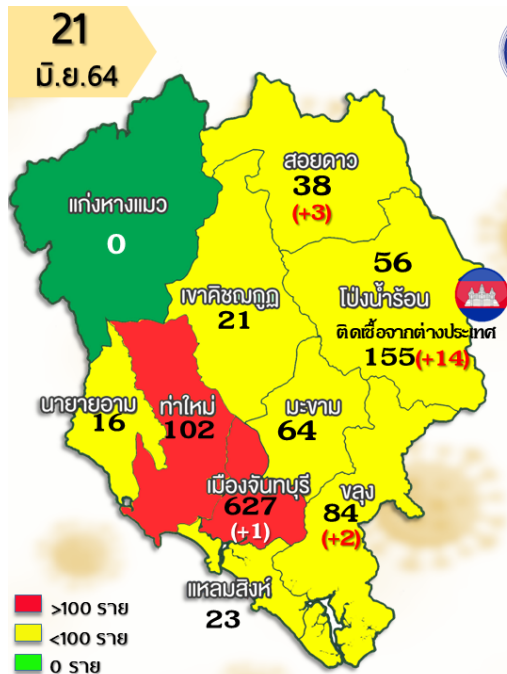 21
มิ.ย.64
สอยดาว
38
(+3)
แก่งหางแมว
0
56
โป่งน้ำร้อน
ติดเชื้อจากต่างประเทศ
155(+14)
เขาคิชฌกูฏ
21
นายายอาม
16
ท่าใหม่
102
มะขาม
64
เมืองจันทบุรี
627
(+1)
ขลุง
84
(+2)
แหลมสิงห์
23
>100 ราย
<100 ราย
0 ราย